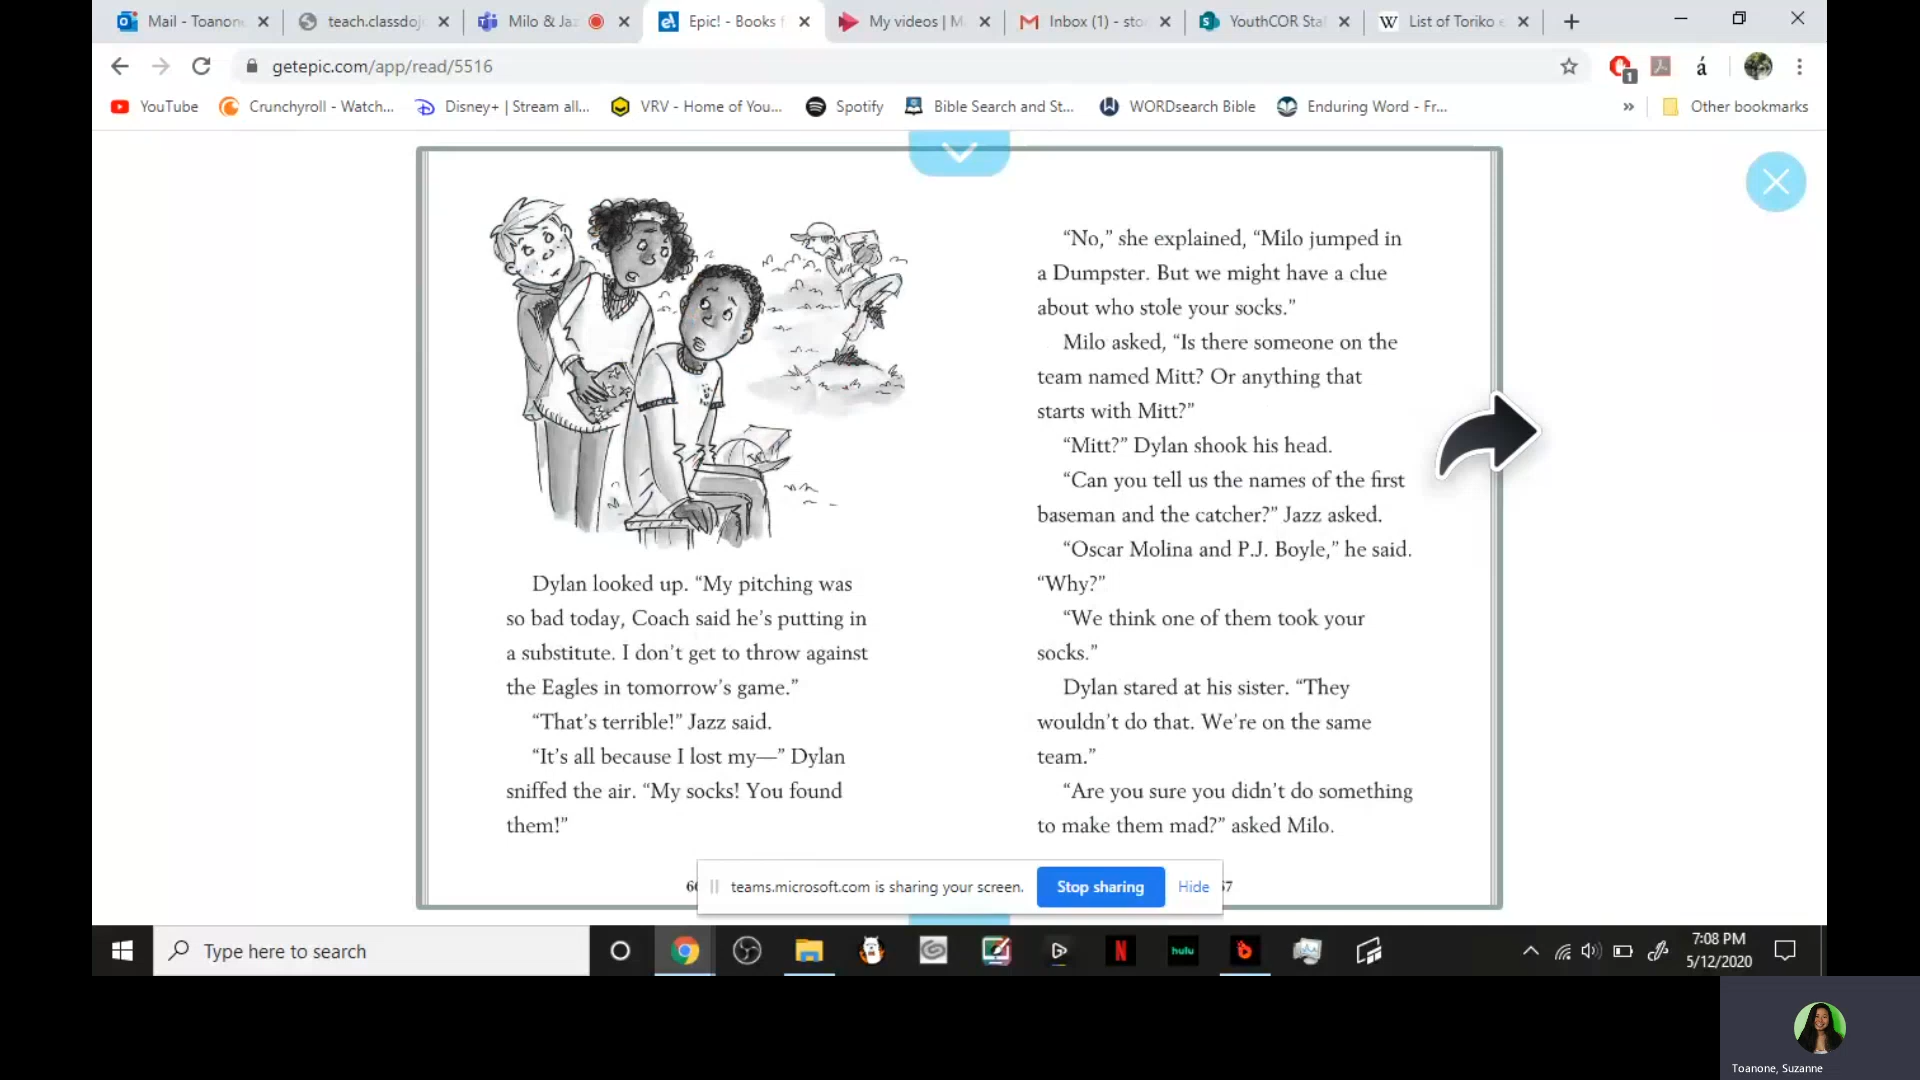 Mail - Toanone
teach.classdoj
Milo & Jaz
Epic! - Books f
My videos | M
Inbox (1) - sto
YouthCOR Sta
List of Toriko e
getepic.com/app/read/5516
1
YouTube
Crunchyroll - Watch...
Disney+ | Stream all...
VRV - Home of You...
Spotify
Bible Search and St...
WORDsearch Bible
Enduring Word - Fr...
» Other bookmarks
Dylan looked up. “My pitching was
so bad today, Coach said he’s putting in
a substitute. I don’t get to throw against
the Eagles in tomorrow’s game.”
“That’s terrible!” Jazz said.
“It’s all because I lost my—” Dylan
sniffed the air. “My socks! You found
them!”
“No,” she explained, “Milo jumped in
a Dumpster. But we might have a clue
about who stole your socks.”
Milo asked, “Is there someone on the
team named Mitt? Or anything that
starts with Mitt?”
“Mitt?” Dylan shook his head.
“Can you tell us the names of the first
baseman and the catcher?” Jazz asked.
“Oscar Molina and P.J. Boyle,” he said.
“Why?”
“We think one of them took your
socks.”
Dylan stared at his sister. “They
wouldn’t do that. We’re on the same
team.”
“Are you sure you didn’t do something
to make them mad?” asked Milo.
teams.microsoft.com is sharing your screen.
Stop sharing
Hide
Type here to search
N
hulu
7:08 PM
5/12/2020
Toanone, Suzanne